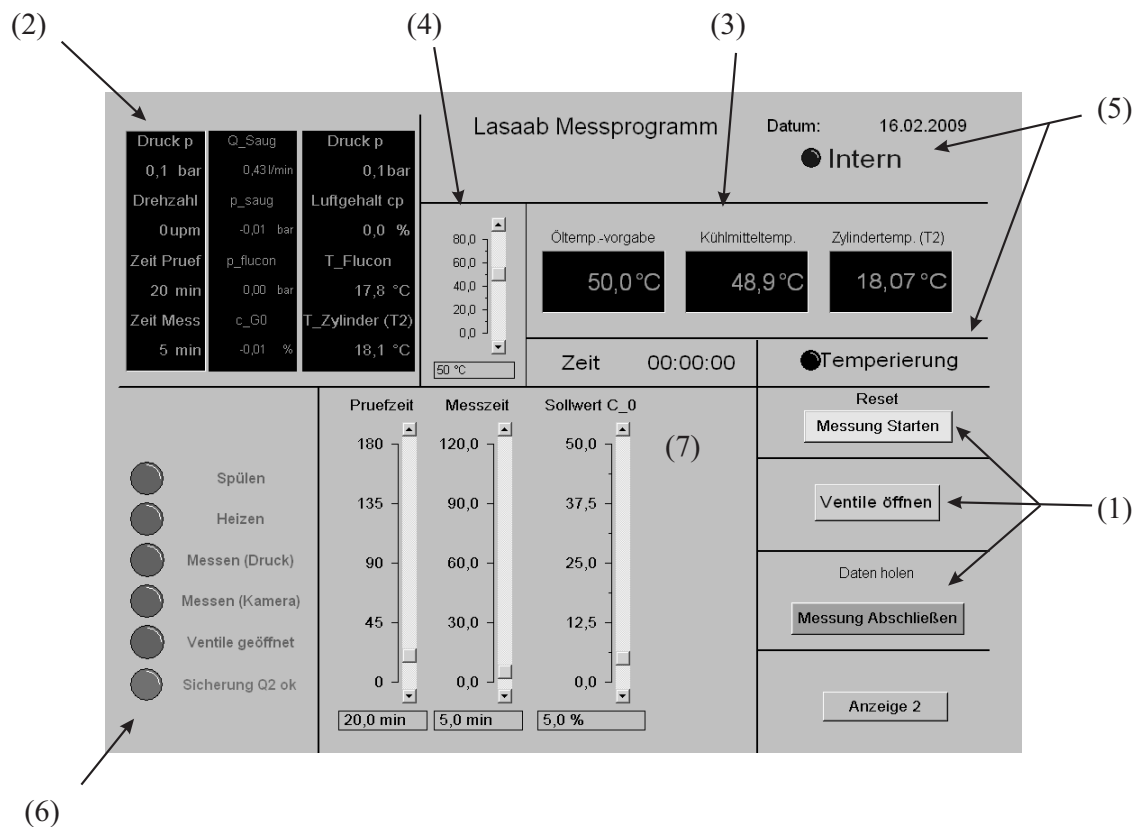 (2)
(4)
(3)
(5)
Lasaab Messprogramm
Datum: 16.02.2009
Intern
Druck p
0,1 bar
Drehzahl
0 upm
Zeit Pruef
20 min
Zeit Mess
5 min
Q_Saug
0,43 l/min
p_saug
-0,01 bar
p_flucon
0,00 bar
c_G0
-0,01 %
Druck p
0,1 bar
Luftgehalt cp
0,0 %
T_Flucon
17,8 °C
T_Zylinder (T2)
18,1 °C
80,0
60,0
40,0
20,0
0,0
50 °C
Öltemp.-vorgabe
50,0 °C
Kühlmitteltemp.
48,9 °C
Zylindertemp. (T2)
18,07 °C
Zeit 00:00:00
Temperierung
Spülen
Heizen
Messen (Druck)
Messen (Kamera)
Ventile geöffnet
Sicherung Q2 ok
Pruefzeit
180
135
90
45
0
20,0 min
Messzeit
120,0
90,0
60,0
30,0
0,0
5,0 min
Sollwert C_0
50,0
37,5
25,0
12,5
0,0
5,0 %
(7)
Reset
Messung Starten
Ventile öffnen
(1)
Daten holen
Messung Abschließen
Anzeige 2
(6)